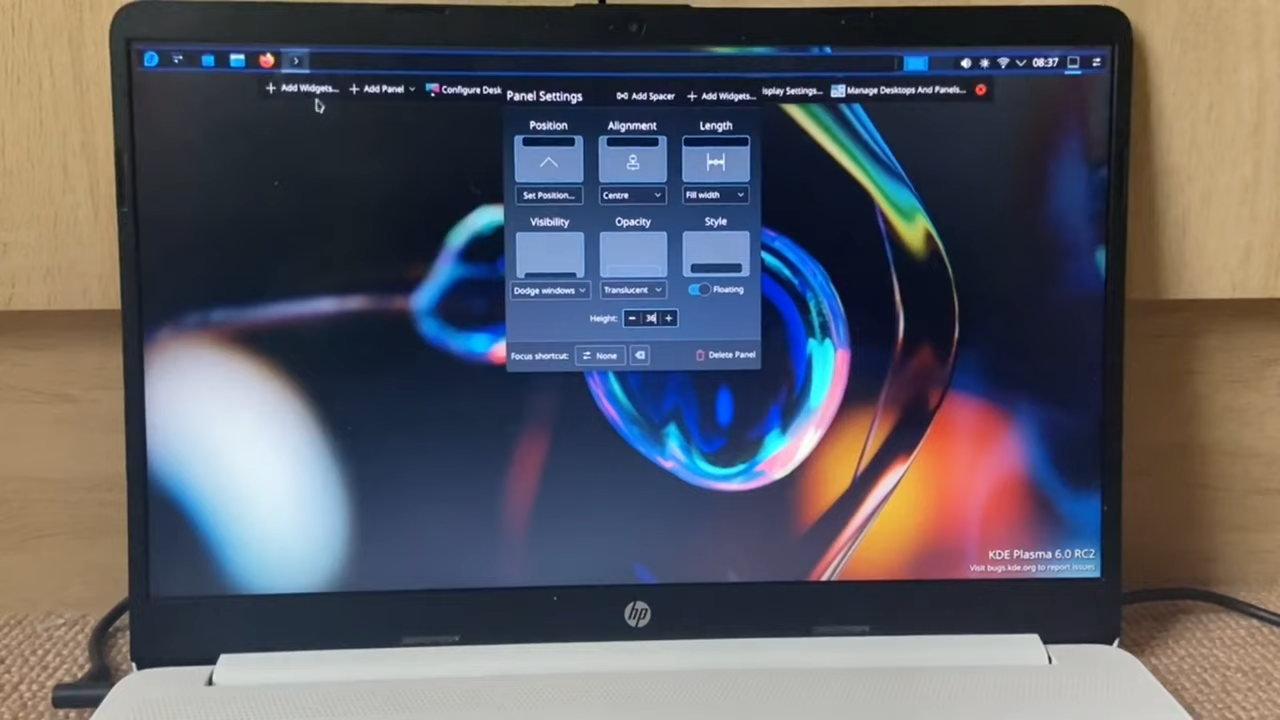 08:37
Add Widgets...
Add Panel
Configure Desk
Panel Settings
Add Spacer
Add Widgets...
isplay Settings...
Manage Desktops And Panels...
Position
Alignment
Length
Set Position...
Centre
Fill width
Visibility
Opacity
Style
Dodge windows
Translucent
Floating
Height: 36
Focus shortcut: None
Delete Panel
KDE Plasma 6.0 RC2
Visit bugs.kde.org to report issues
hp